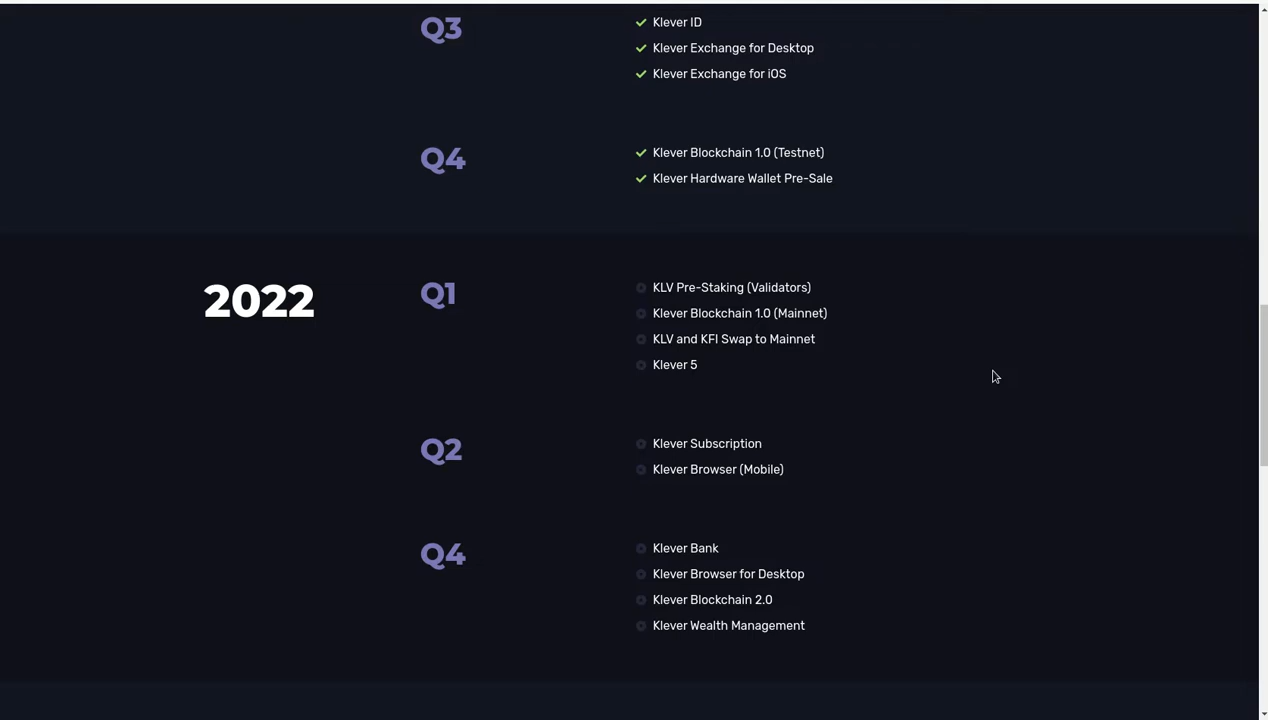 Q3
Klever ID
Klever Exchange for Desktop
Klever Exchange for iOS
Q4
Klever Blockchain 1.0 (Testnet)
Klever Hardware Wallet Pre-Sale
2022
Q1
KLV Pre-Staking (Validators)
Klever Blockchain 1.0 (Mainnet)
KLV and KFI Swap to Mainnet
Klever 5
Q2
Klever Subscription
Klever Browser (Mobile)
Q4
Klever Bank
Klever Browser for Desktop
Klever Blockchain 2.0
Klever Wealth Management